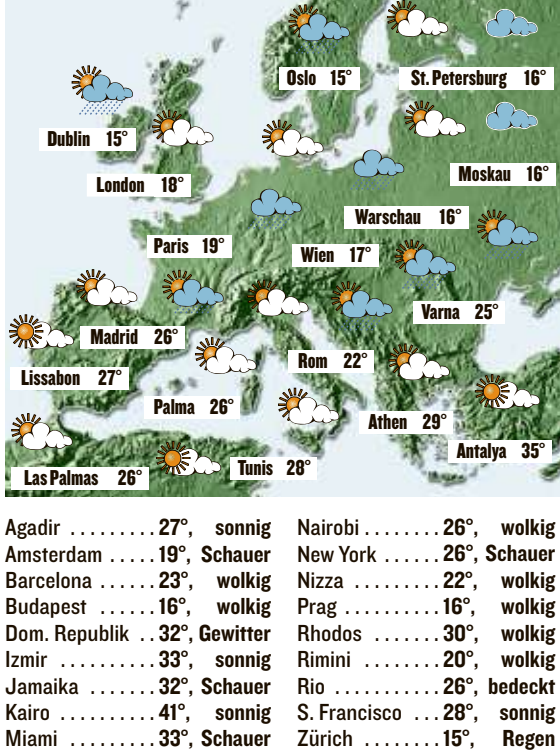 Oslo 15°
St. Petersburg 16°
Dublin 15°
London 18°
Moskau 16°
Warschau 16°
Paris 19°
Wien 17°
Varna 25°
Madrid 26°
Rom 22°
Lissabon 27°
Palma 26°
Athen 29°
Antalya 35°
Las Palmas 26°
Tunis 28°
Agadir ......... 27°, sonnig
Amsterdam ..... 19°, Schauer
Barcelona ...... 23°, wolkig
Budapest ...... 16°, wolkig
Dom. Republik .. 32°, Gewitter
Izmir ......... 33°, sonnig
Jamaika ....... 32°, Schauer
Kairo .......... 41°, sonnig
Miami ......... 33°, Schauer
Nairobi ........ 26°, wolkig
New York ...... 26°, Schauer
Nizza ......... 22°, wolkig
Prag .......... 16°, wolkig
Rhodos ........ 30°, wolkig
Rimini ........ 20°, wolkig
Rio ........... 26°, bedeckt
S. Francisco ... 28°, sonnig
Zürich ........ 15°, Regen